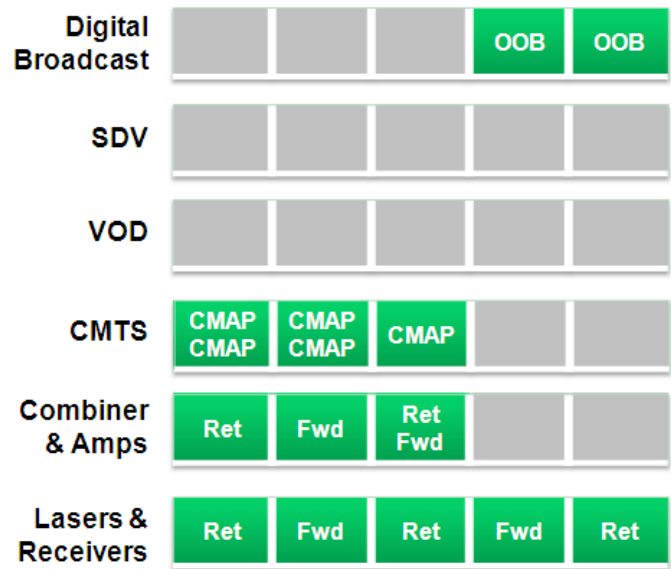 Digital
Broadcast
OOB OOB
SDV
VOD
CMTS
CMAP CMAP CMAP
CMAP CMAP
Combiner
& Amps
Ret Fwd Ret
Fwd
Lasers &
Receivers
Ret Fwd Ret Fwd Ret